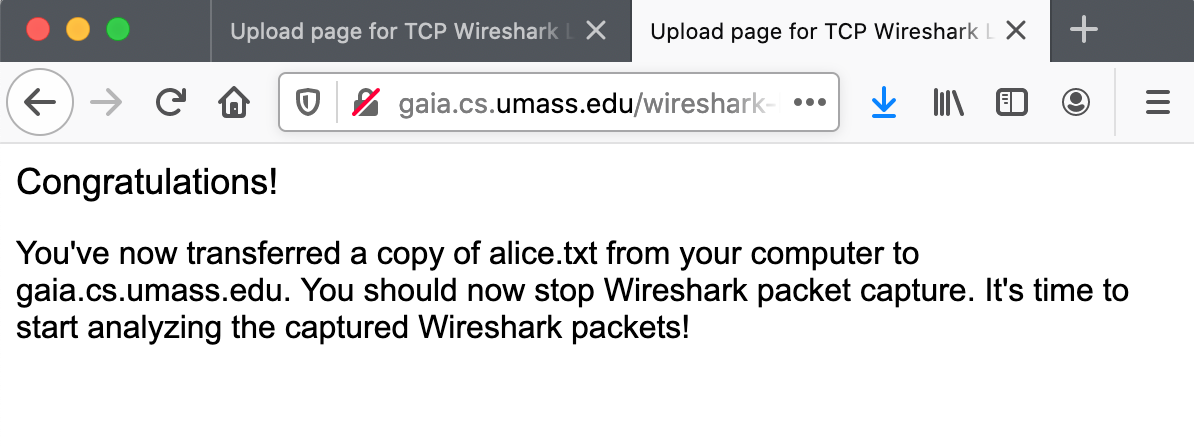 Upload page for TCP Wireshark
Upload page for TCP Wireshark
gaia.cs.umass.edu/wireshark-
Congratulations!
You've now transferred a copy of alice.txt from your computer to
gaia.cs.umass.edu. You should now stop Wireshark packet capture. It's time to
start analyzing the captured Wireshark packets!